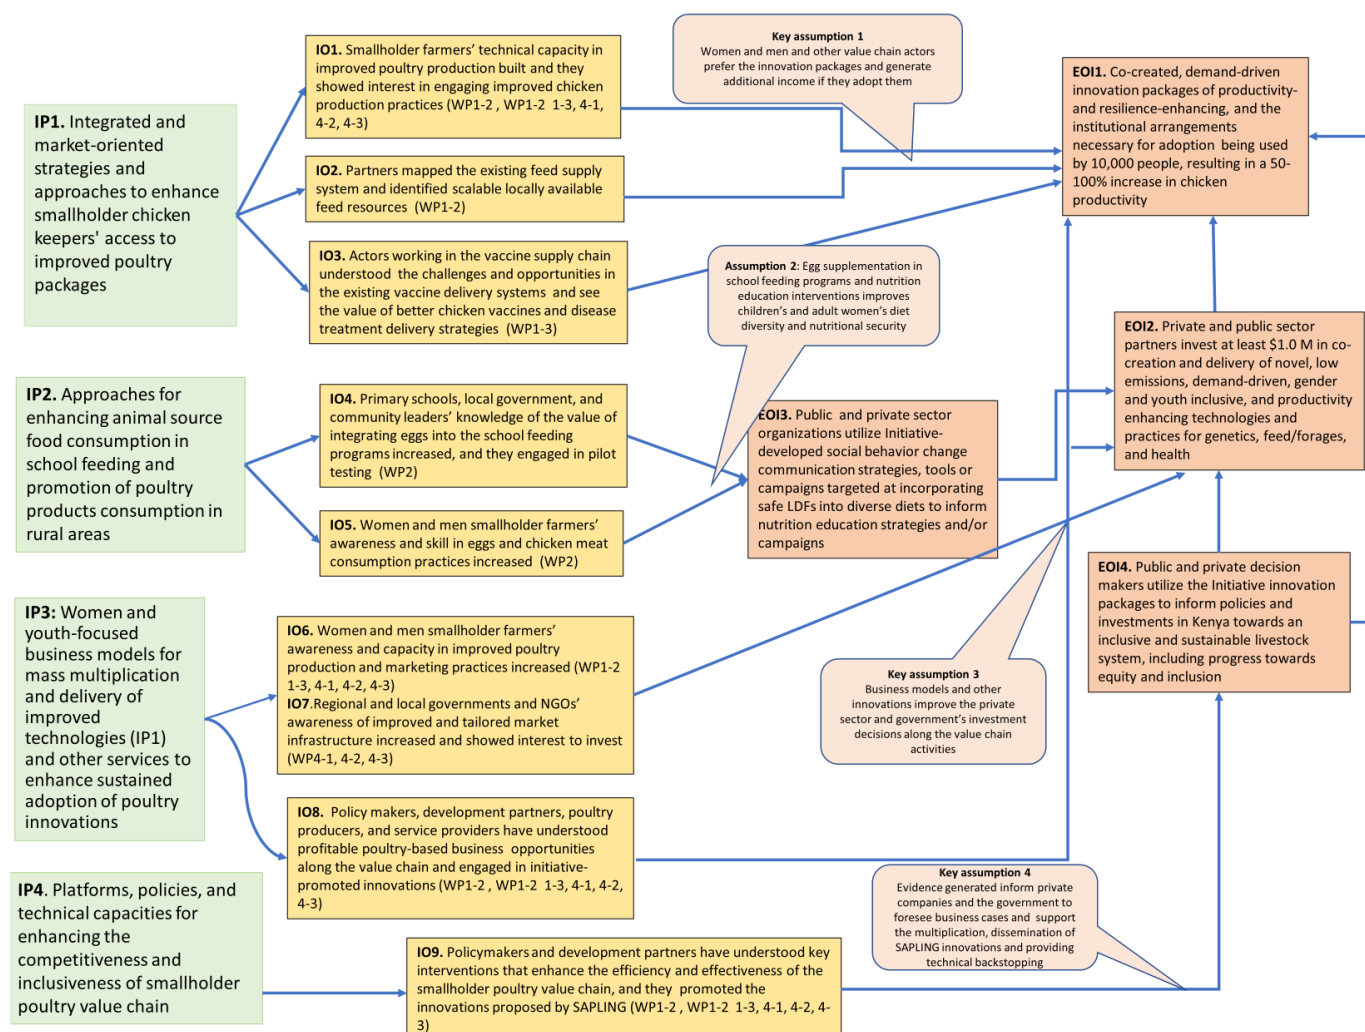 IP1. Integrated and
market-oriented
strategies and
approaches to enhance
smallholder chicken
keepers' access to
improved poultry
packages
IO1. Smallholder farmers’ technical capacity in
improved poultry production built and they
showed interest in engaging improved chicken
production practices (WP1-2 , WP1-2 1-3, 4-1,
4-2, 4-3)
IO2. Partners mapped the existing feed supply
system and identified scalable locally available
feed resources (WP1-2)
IO3. Actors working in the vaccine supply chain
understood the challenges and opportunities in
the existing vaccine delivery systems and see
the value of better chicken vaccines and disease
treatment delivery strategies (WP1-3)
Key assumption 1
Women and men and other value chain actors
prefer the innovation packages and generate
additional income if they adopt them
EOI1. Co-created, demand-driven
innovation packages of productivity-
and resilience-enhancing, and the
institutional arrangements
necessary for adoption being used
by 10,000 people, resulting in a 50-
100% increase in chicken
productivity
Assumption 2: Egg supplementation in
school feeding programs and nutrition
education interventions improves
children’s and adult women’s diet
diversity and nutritional security
EOI2. Private and public sector
partners invest at least $1.0 M in co-
creation and delivery of novel, low
emissions, demand-driven, gender
and youth inclusive, and productivity
enhancing technologies and
practices for genetics, feed/forages,
and health
IP2. Approaches for
enhancing animal source
food consumption in
school feeding and
promotion of poultry
products consumption in
rural areas
IO4. Primary schools, local government, and
community leaders’ knowledge of the value of
integrating eggs into the school feeding
programs increased, and they engaged in pilot
testing (WP2)
IO5. Women and men smallholder farmers’
awareness and skill in eggs and chicken meat
consumption practices increased (WP2)
EOI3. Public and private sector
organizations utilize Initiative-
developed social behavior change
communication strategies, tools or
campaigns targeted at incorporating
safe LDFs into diverse diets to inform
nutrition education strategies and/or
campaigns
EOI4. Public and private decision
makers utilize the Initiative innovation
packages to inform policies and
investments in Kenya towards an
inclusive and sustainable livestock
system, including progress towards
equity and inclusion
IP3: Women and
youth-focused
business models for
mass multiplication
and delivery of
improved
technologies (IP1)
and other services to
enhance sustained
adoption of poultry
innovations
IO6. Women and men smallholder farmers’
awareness and capacity in improved poultry
production and marketing practices increased (WP1-2
1-3, 4-1, 4-2, 4-3)
IO7.Regional and local governments and NGOs’
awareness of improved and tailored market
infrastructure increased and showed interest to invest
(WP4-1, 4-2, 4-3)
Key assumption 3
Business models and other
innovations improve the private
sector and government’s investment
decisions along the value chain
activities
IO8. Policy makers, development partners, poultry
producers, and service providers have understood
profitable poultry-based business opportunities
along the value chain and engaged in initiative-
promoted innovations (WP1-2 , WP1-2 1-3, 4-1, 4-2,
4-3)
IP4. Platforms, policies, and
technical capacities for
enhancing the
competitiveness and
inclusiveness of smallholder
poultry value chain
Key assumption 4
Evidence generated inform private
companies and the government to
foresee business cases and support
the multiplication, dissemination of
SAPLING innovations and providing
technical backstopping
IO9. Policymakers and development partners have understood key
interventions that enhance the efficiency and effectiveness of the
smallholder poultry value chain, and they promoted the
innovations proposed by SAPLING (WP1-2 , WP1-2 1-3, 4-1, 4-2, 4-
3)